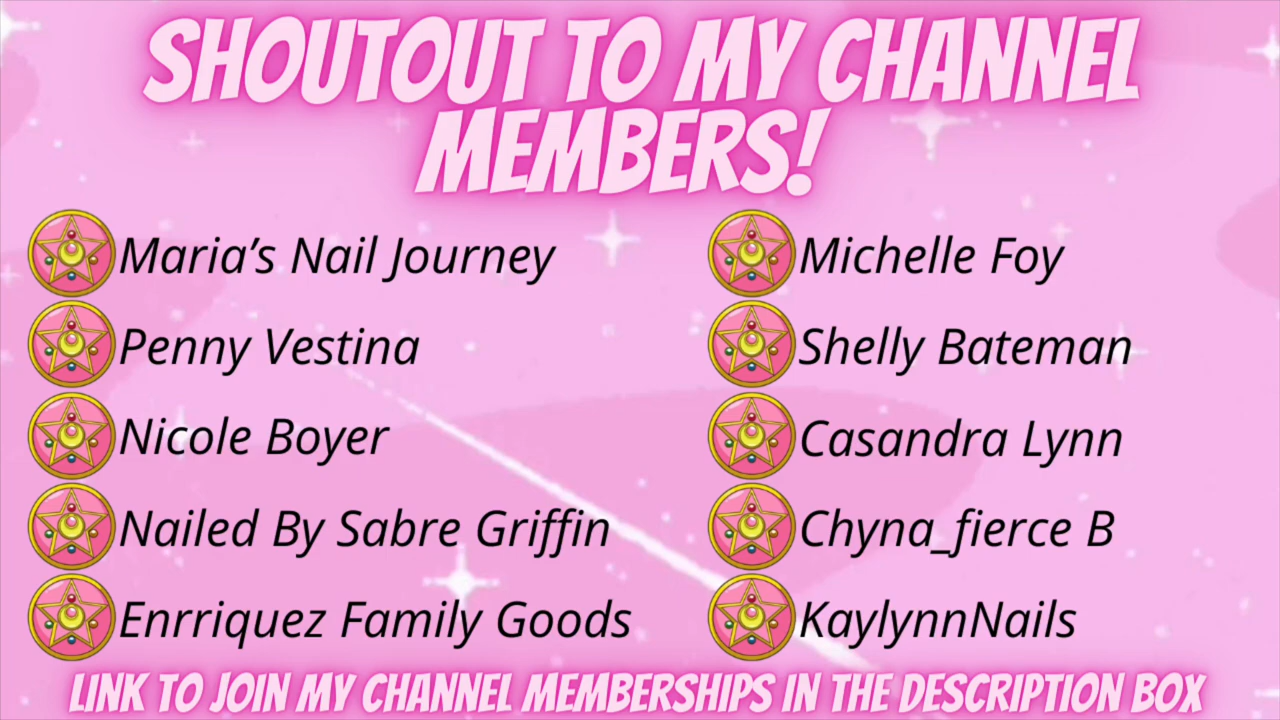 SHOUTOUT TO MY CHANNEL
MEMBERS!
Maria's Nail Journey
Penny Vestina
Nicole Boyer
Nailed By Sabre Griffin
Enrriquez Family Goods
Michelle Foy
Shelly Bateman
Casandra Lynn
Chyna_fierce B
KaylynnNails
LINK TO JOIN MY CHANNEL MEMBERSHIPS IN THE DESCRIPTION BOX